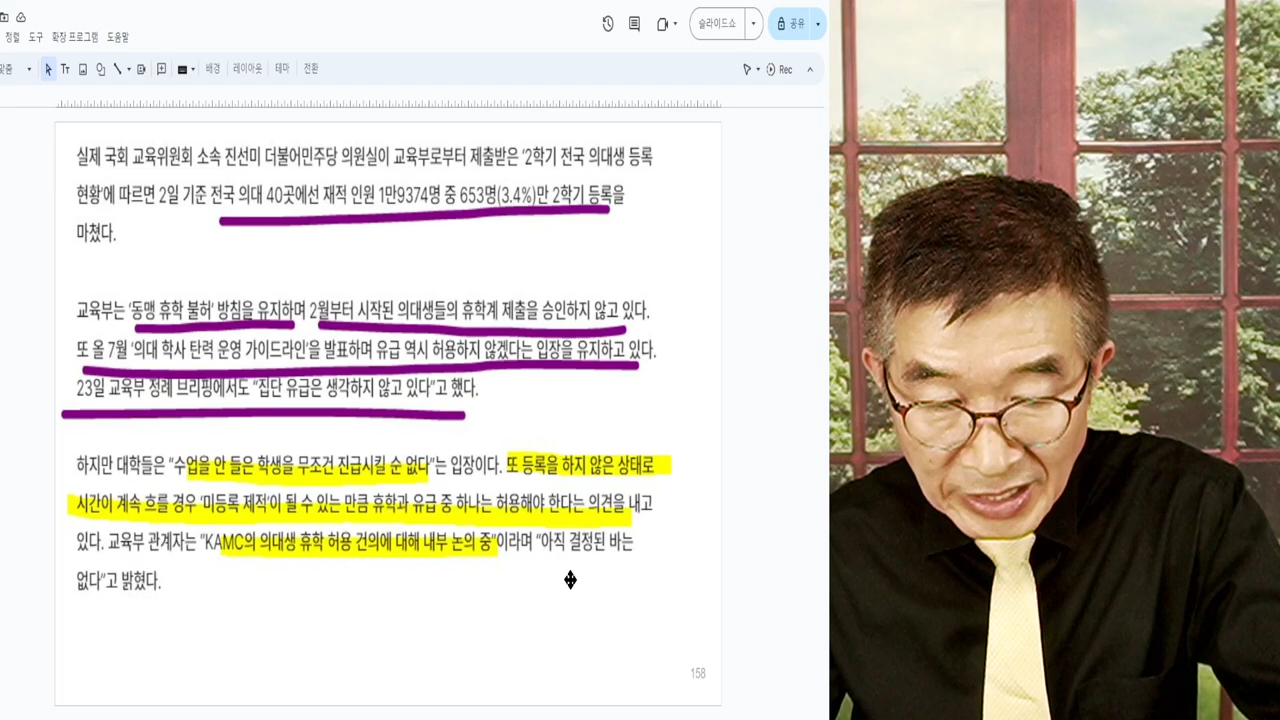 정렬 도구 확장 프로그램 도움말
슬라이드쇼
공유
맞춤
배경 레이아웃 테마 전환
Rec
실제 국회 교육위원회 소속 진선미 더불어민주당 의원실이 교육부로부터 제출받은 '2학기 전국 의대생 등록
현황'에 따르면 2일 기준 전국 의대 40곳에선 재적 인원 1만9374명 중 653명(3.4%)만 2학기 등록을
마쳤다.
교육부는 '동맹 휴학 불허' 방침을 유지하며 2월부터 시작된 의대생들의 휴학계 제출을 승인하지 않고 있다.
또 올 7월 '의대 학사 탄력 운영 가이드라인'을 발표하며 유급 역시 허용하지 않겠다는 입장을 유지하고 있다.
23일 교육부 정례 브리핑에서도 "집단 유급은 생각하지 않고 있다"고 했다.
하지만 대학들은 "수업을 안 들은 학생을 무조건 진급시킬 순 없다"는 입장이다. 또 등록을 하지 않은 상태로
시간이 계속 흐를 경우 '미등록 제적'이 될 수 있는 만큼 휴학과 유급 중 하나는 허용해야 한다는 의견을 내고
있다. 교육부 관계자는 "KAMC의 의대생 휴학 허용 건의에 대해 내부 논의 중"이라며 "아직 결정된 바는
없다"고 밝혔다.
158